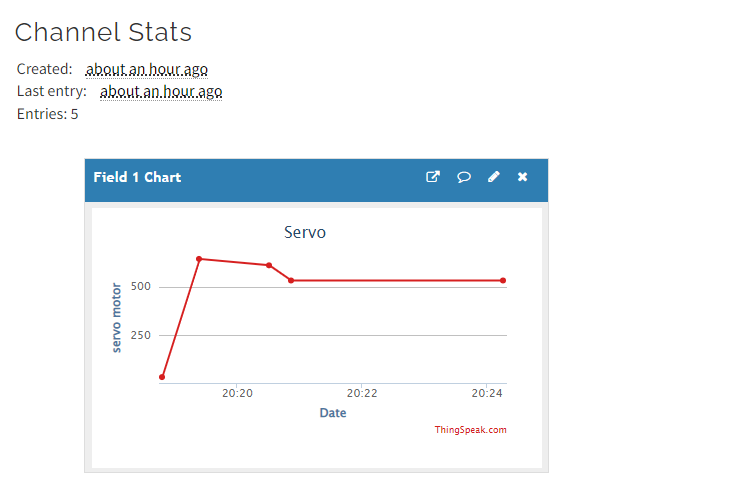 Channel Stats
Created: about an hour ago
Last entry: about an hour ago
Entries: 5
Field 1 Chart
Servo
servo motor
500
250
20:20 20:22 20:24
Date
ThingSpeak.com